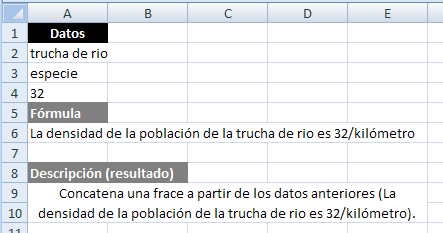 A B C D E
1 Datos
2 trucha de rio
3 especie
4 32
5 Fórmula
6 La densidad de la población de la trucha de rio es 32/kilómetro
7
8 Descripción (resultado)
9 Concatena una frace a partir de los datos anteriores (La
10 densidad de la población de la trucha de rio es 32/kilómetro).
11